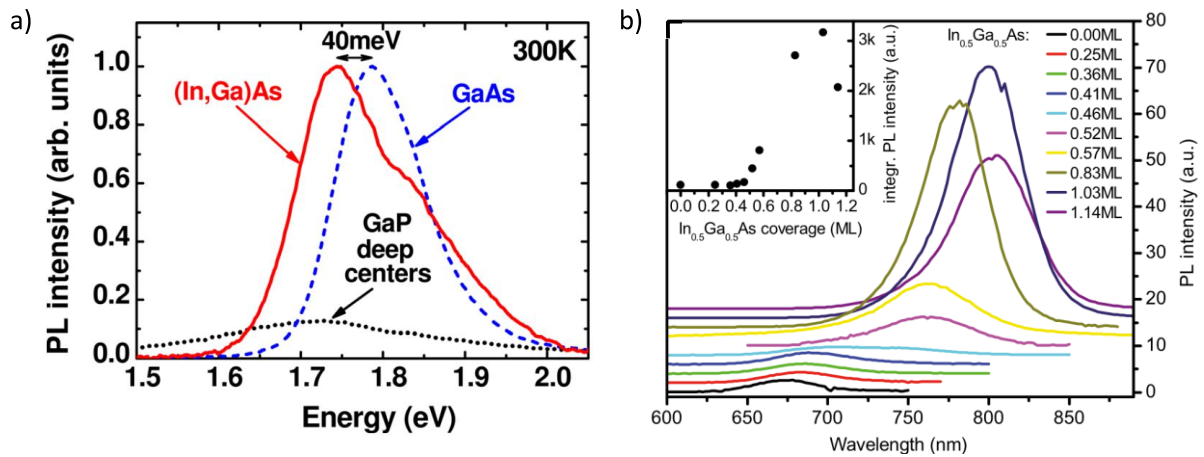 a)
PL intensity (arb. units)
1.0
0.8
0.6
0.4
0.2
0.0
40meV
300K
(In,Ga)As
GaAs
GaP
deep
centers
1.5 1.6 1.7 1.8 1.9 2.0
Energy (eV)
b)
3k
2k
1k
0
integr. PL intensity (a.u.)
0.0 0.2 0.4 0.6 0.8 1.0 1.2
In₀.₅Ga₀.₅As coverage (ML)
In₀.₅Ga₀.₅As:
0.00ML
0.25ML
0.36ML
0.41ML
0.46ML
0.52ML
0.57ML
0.83ML
1.03ML
1.14ML
80
70
60
50
40
30
20
10
0
PL intensity (a.u.)
600 650 700 750 800 850
Wavelength (nm)